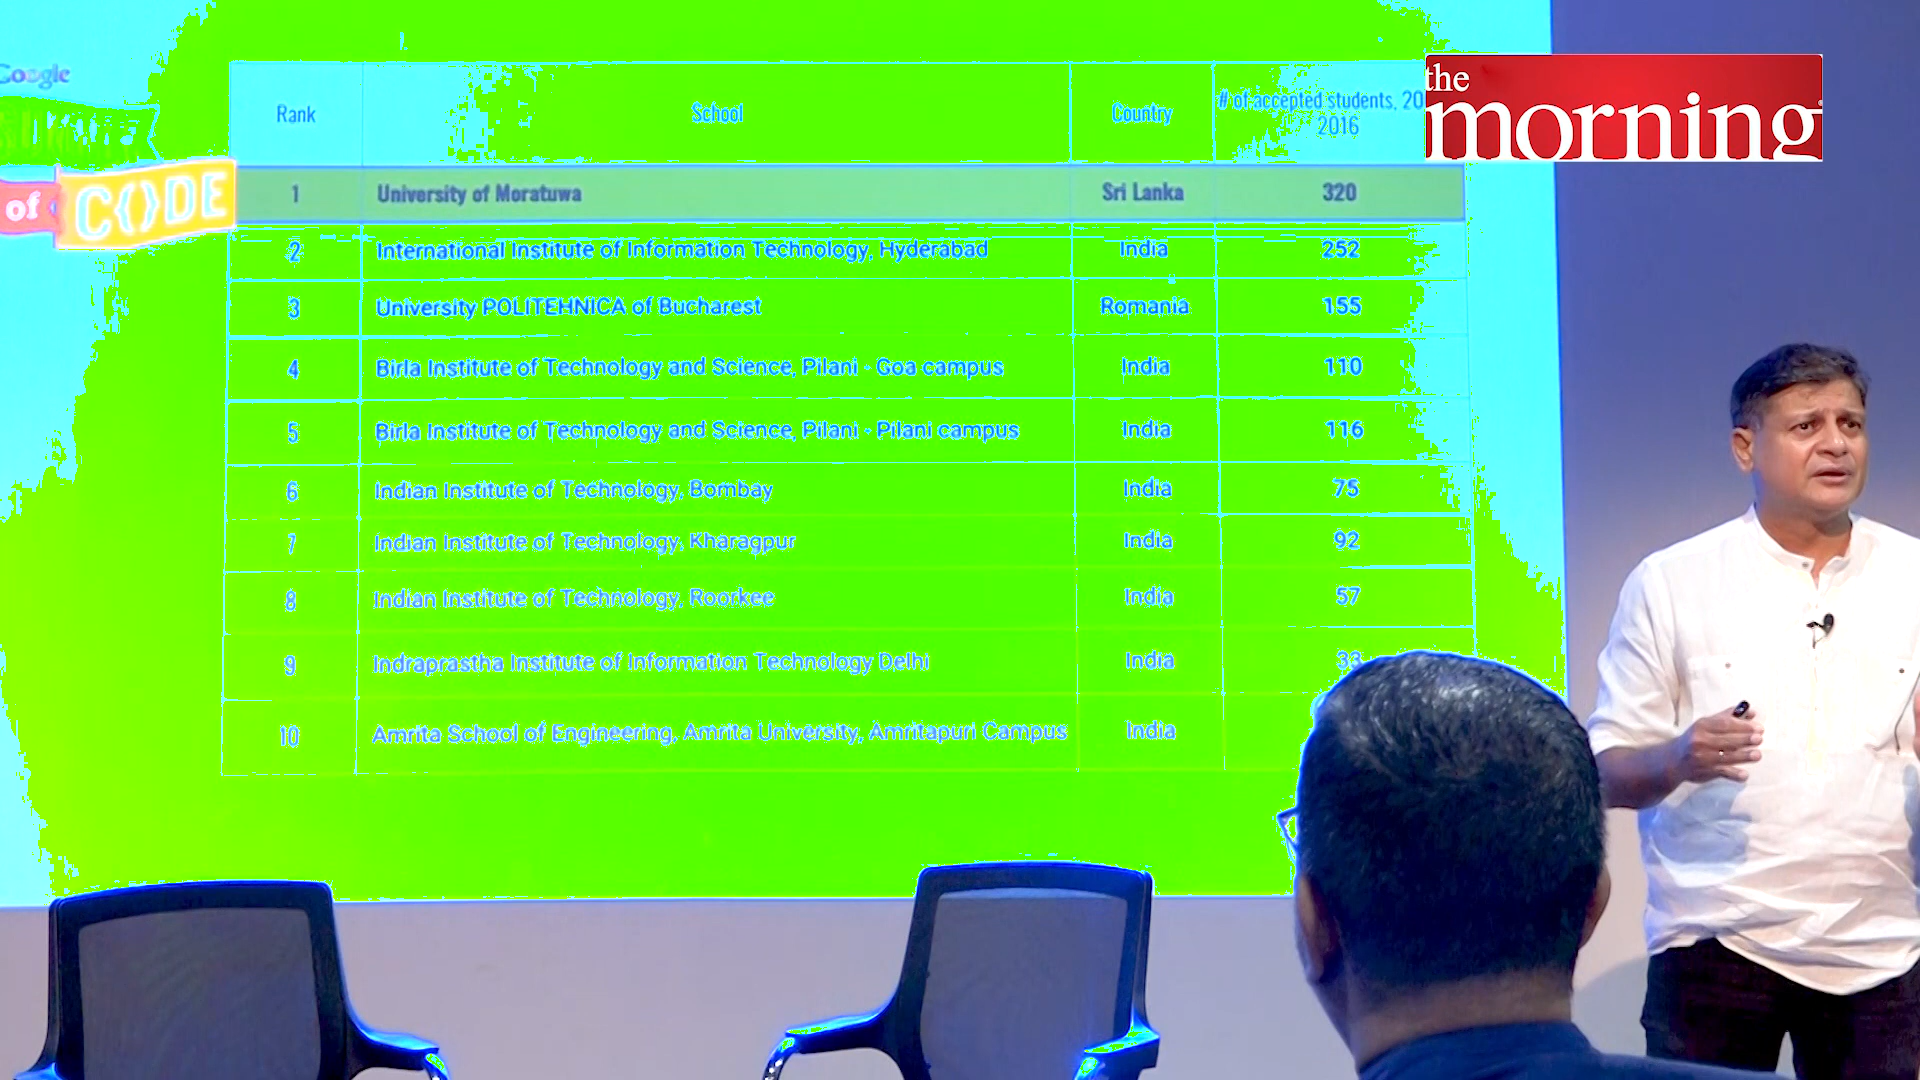 Google
of CODE
the
morning
Rank School Country # of accepted students, 20
2016
1 University of Moratuwa Sri Lanka 320
2 International Institute of Information Technology, Hyderabad India 252
3 University POLITEHNICA of Bucharest Romania 155
4 Birla Institute of Technology and Science, Pilani - Goa campus India 110
5 Birla Institute of Technology and Science, Pilani - Pilani campus India 116
6 Indian Institute of Technology, Bombay India 75
7 Indian Institute of Technology, Kharagpur India 92
8 Indian Institute of Technology, Roorkee India 57
9 Indraprastha Institute of Information Technology Delhi India 33
10 Amrita School of Engineering, Amrita University, Amritapuri Campus India